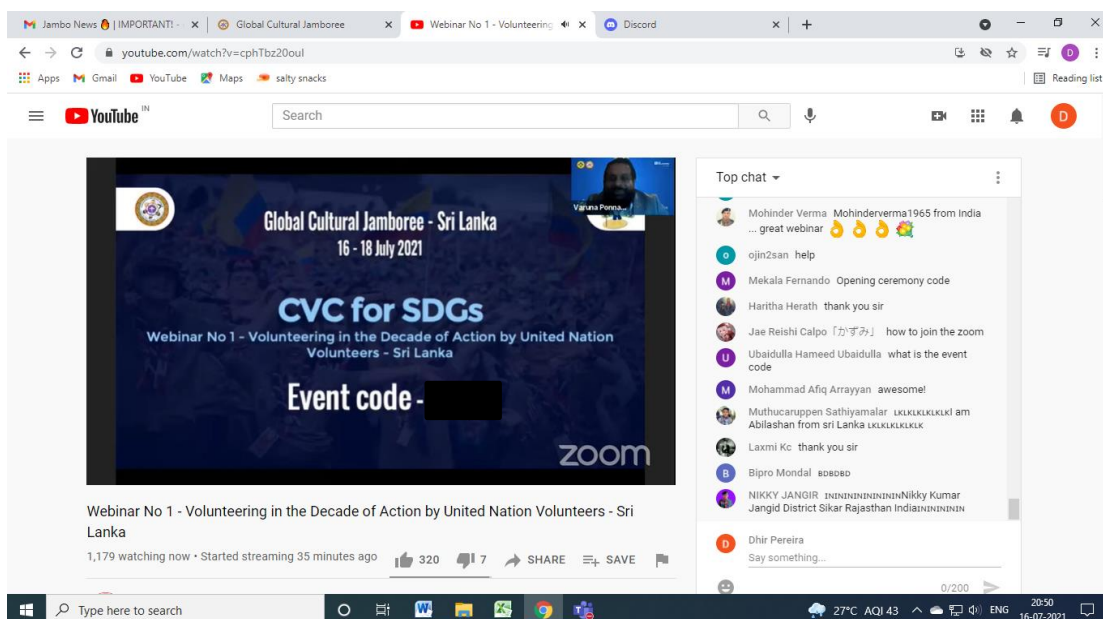 Jambo News | IMPORTANT! -
Global Cultural Jamboree
Webinar No 1 - Volunteering
Discord
youtube.com/watch?v=cphTbz20ouI
D
Apps
Gmail
YouTube
Maps
salty snacks
Reading list
YouTube IN
Search
D
Varuna Ponna...
Global Cultural Jamboree - Sri Lanka
16 - 18 July 2021
CVC for SDGs
Webinar No 1 - Volunteering in the Decade of Action by United Nation
Volunteers - Sri Lanka
Event code -
zoom
Webinar No 1 - Volunteering in the Decade of Action by United Nation Volunteers - Sri
Lanka
1,179 watching now • Started streaming 35 minutes ago
320
7
SHARE
SAVE
Top chat
Mohinder Verma Mohinderverma1965 from India
... great webinar
o
ojin2san help
M
Mekala Fernando Opening ceremony code
Haritha Herath thank you sir
Jae Reishi Calpo「かずみ」 how to join the zoom
U
Ubaidulla Hameed Ubaidulla what is the event
code
M
Mohammad Afiq Arrayyan awesome!
Muthucaruppen Sathiyamalar ʟᴋʟᴋʟᴋʟᴋʟᴋI am
Abilashan from sri Lanka ʟᴋʟᴋʟᴋʟᴋʟᴋ
Laxmi Kc thank you sir
B
Bipro Mondal ʙᴅʙᴅʙᴅ
NIKKY JANGIR ɪɴɪɴɪɴɪɴɪɴɪɴɪɴNikky Kumar
Jangid District Sikar Rajasthan Indiaɪɴɪɴɪɴɪɴɪɴ
D
Dhir Pereira
Say something...
0/200
Type here to search
27°C AQI 43
ENG
20:50
16-07-2021